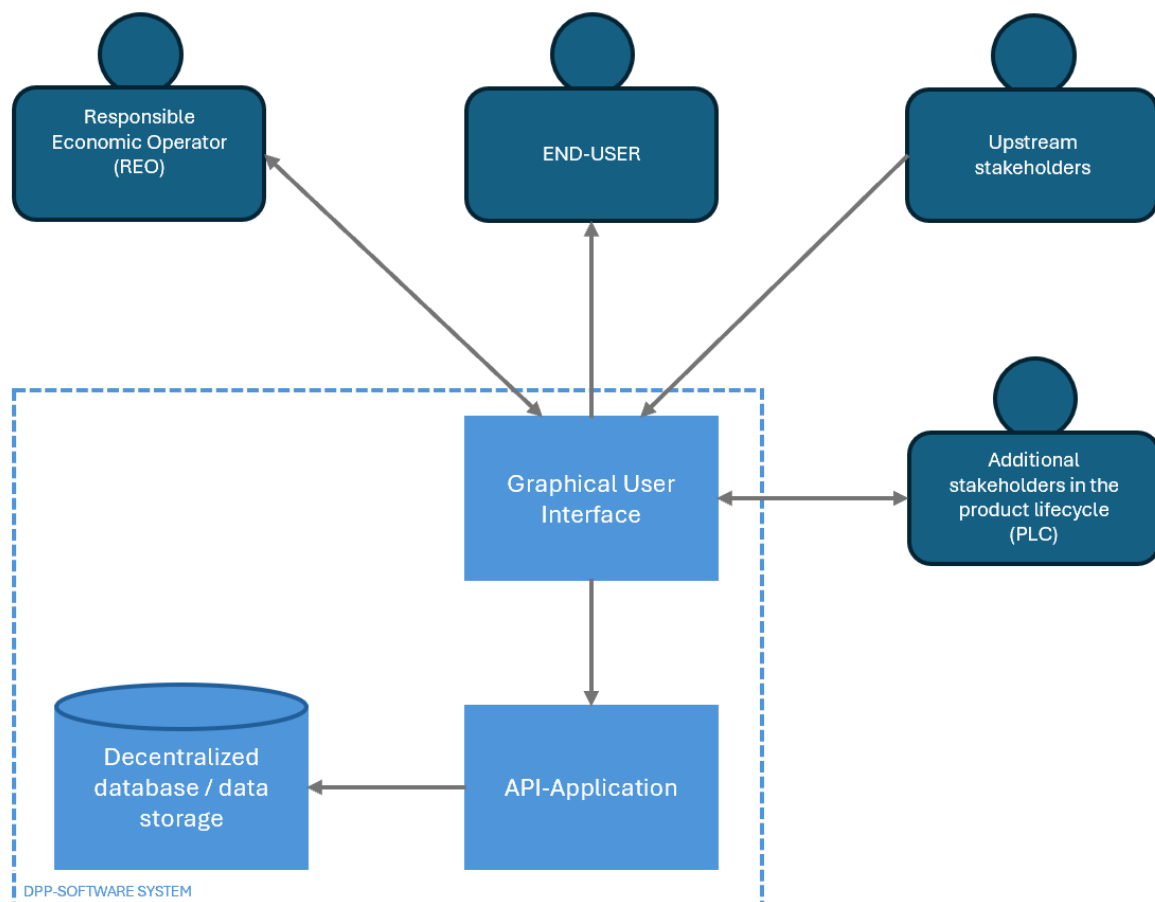 Responsible
Economic Operator
(REO)
END-USER
Upstream
stakeholders
Additional
stakeholders in the
product lifecycle
(PLC)
Graphical User
Interface
Decentralized
database / data
storage
API-Application
DPP-SOFTWARE SYSTEM